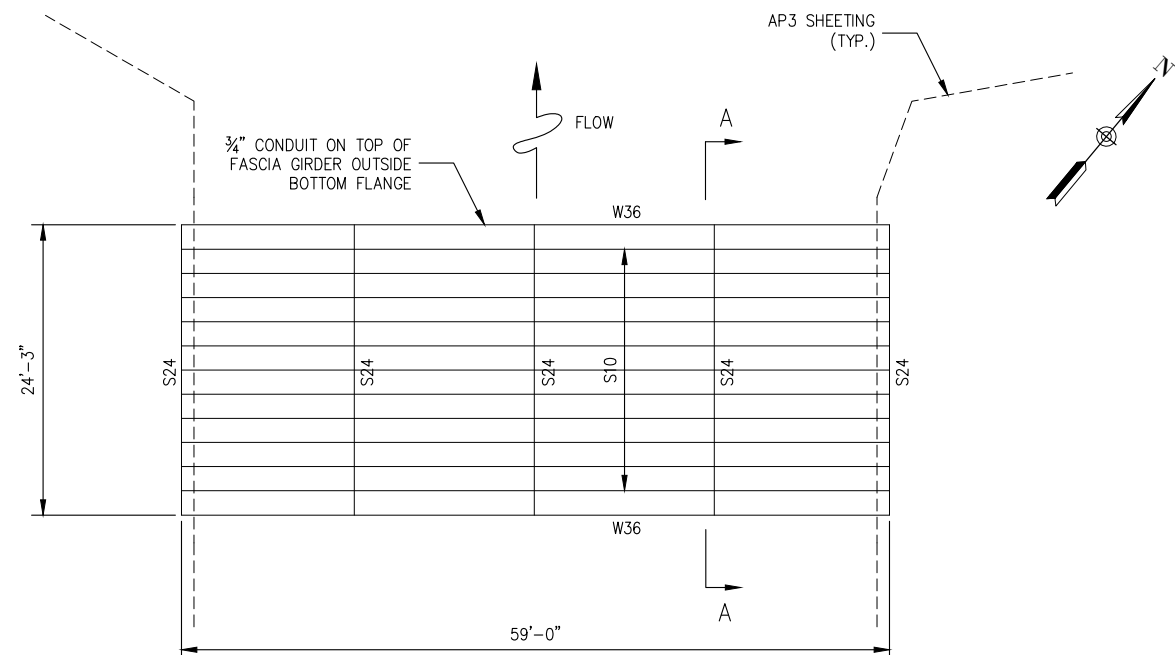 AP3 SHEETING
(TYP.)
N
A
FLOW
¾" CONDUIT ON TOP OF
FASCIA GIRDER OUTSIDE
BOTTOM FLANGE
W36
24'-3"
S24
S24
S24
S10
S24
S24
W36
A
59'-0"